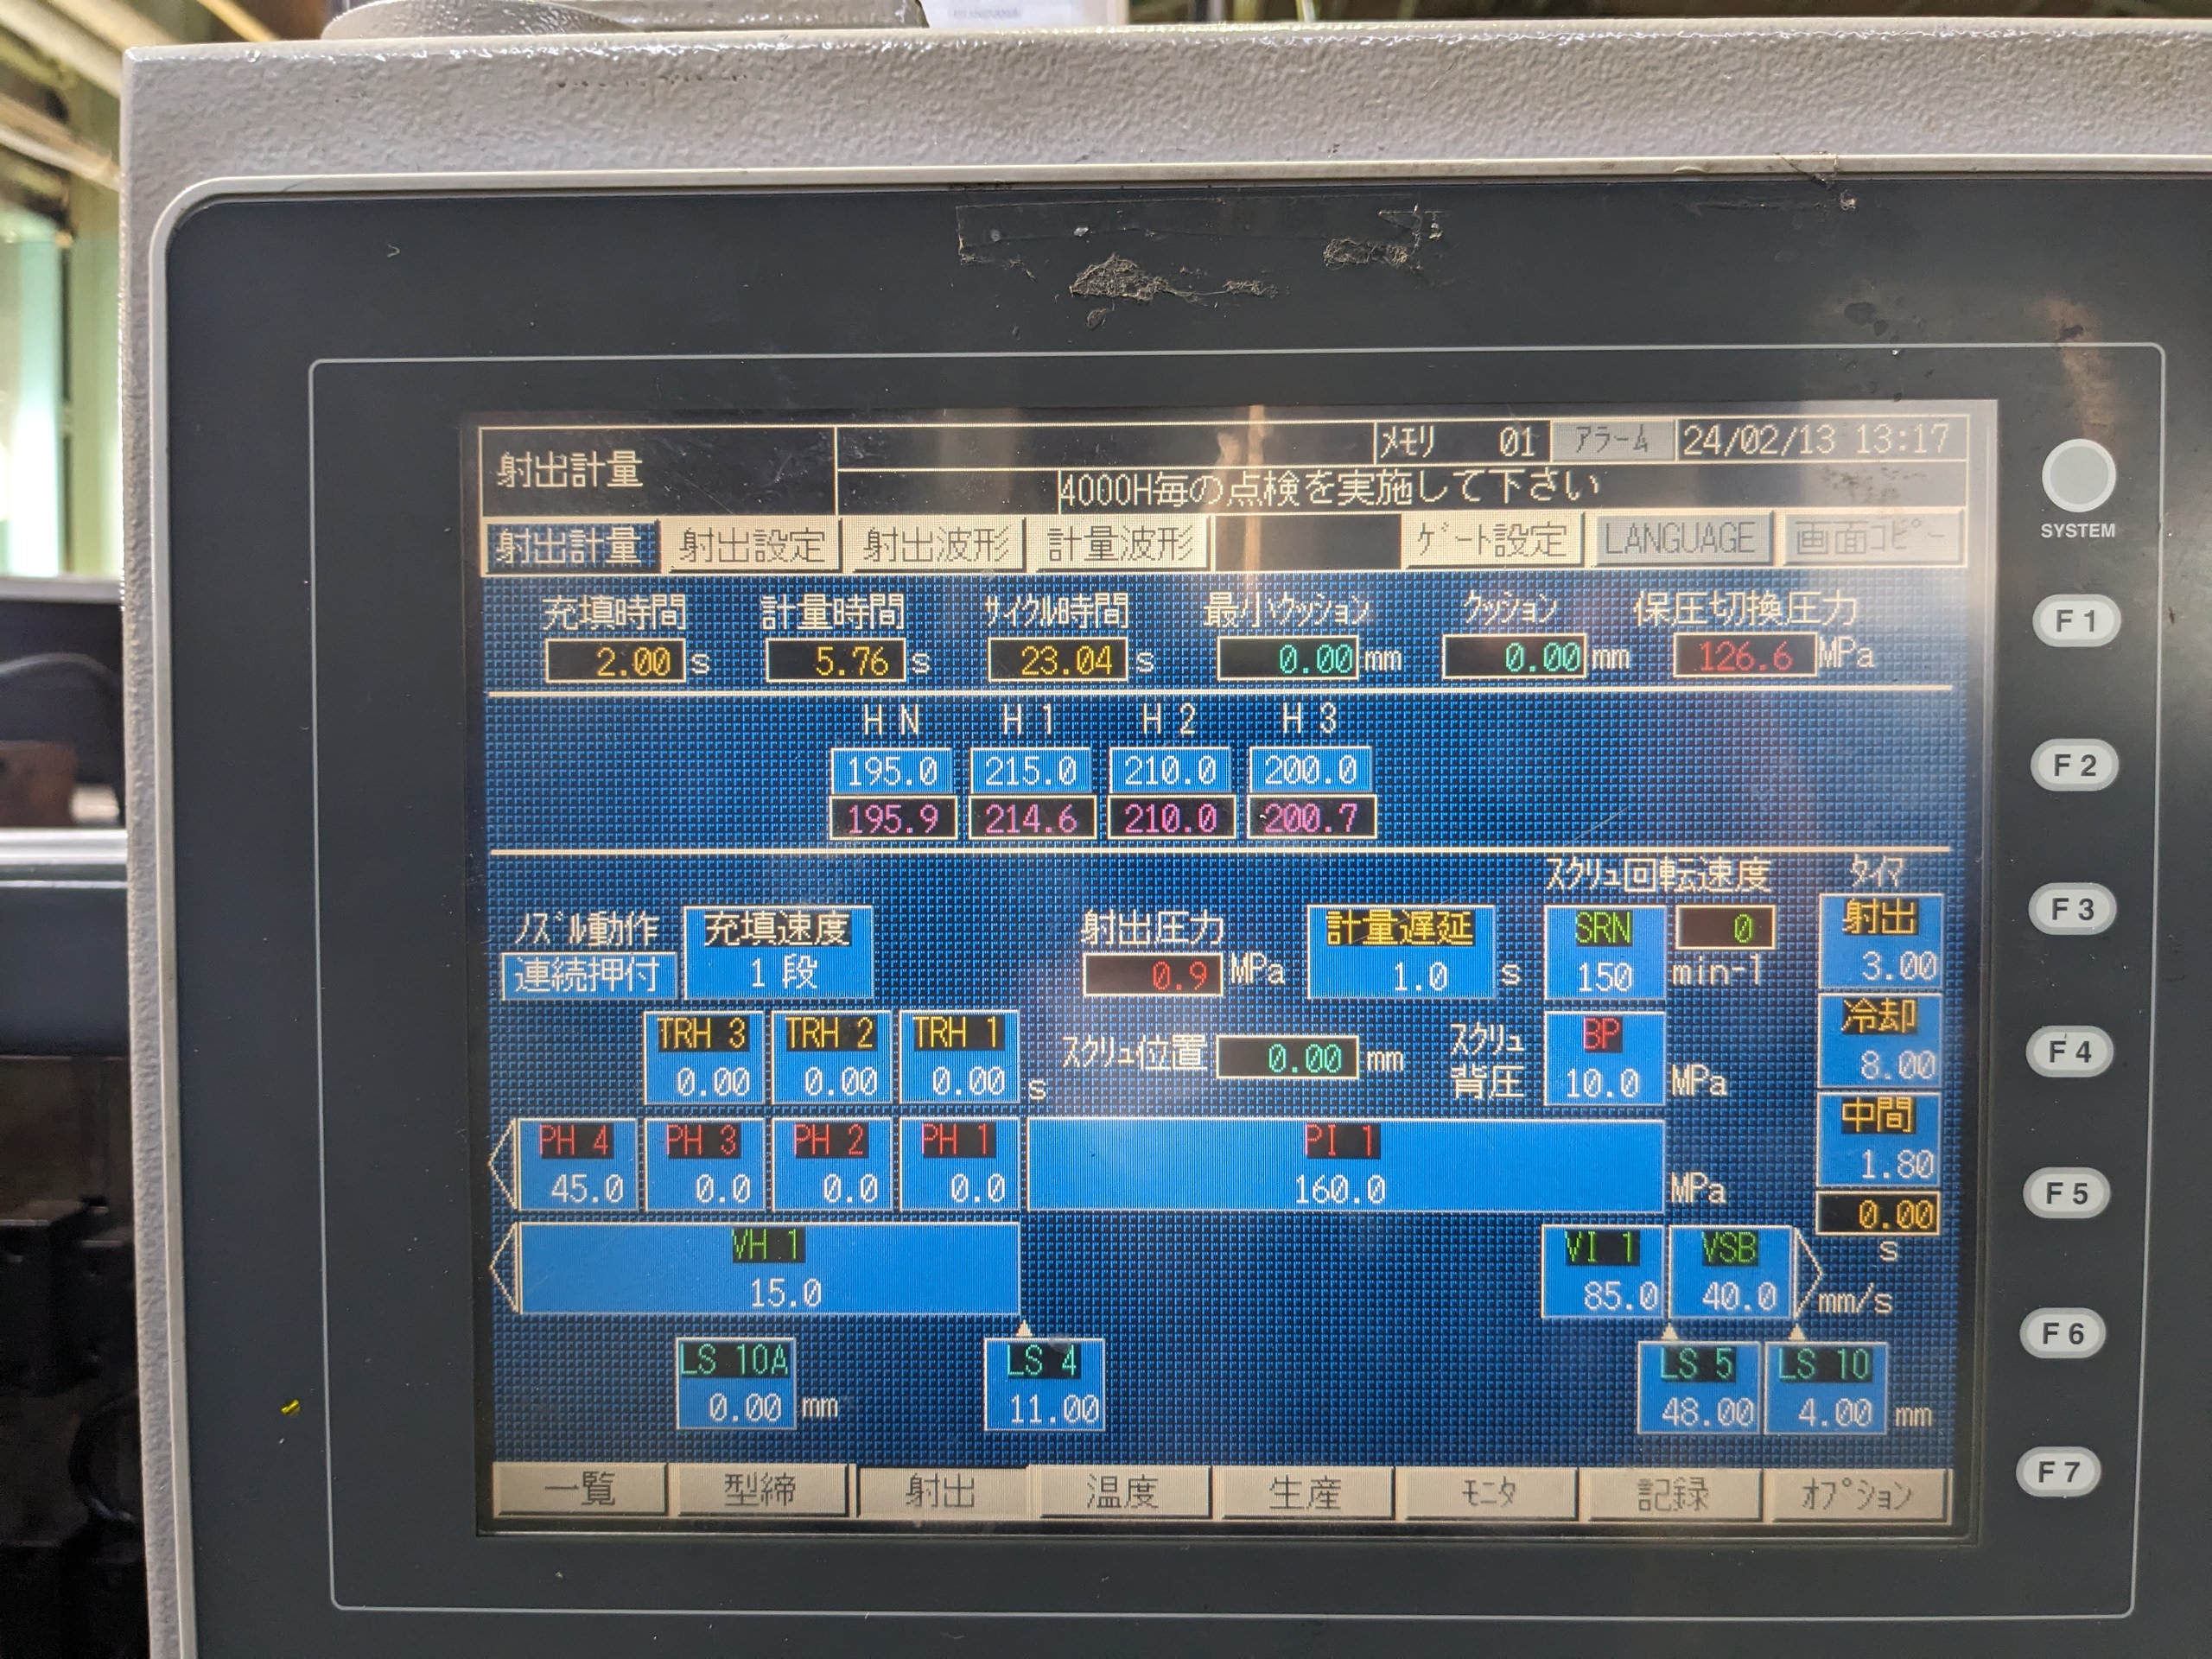 メモリ 01 アラーム 24/02/13 13:17
射出計量
4000H毎の点検を実施して下さい
射出計量 射出設定 射出波形 計量波形 ゲート設定 LANGUAGE 画面コピー
充填時間 計量時間 サイクル時間 最小クッション クッション 保圧切換圧力
2.00 s 5.76 s 23.04 s 0.00 mm 0.00 mm 126.6 MPa
HN H1 H2 H3
195.0 215.0 210.0 200.0
195.9 214.6 210.0 200.7
スクリュ回転速度 タイマ
ノズル動作 充填速度 射出圧力 計量遅延 SRN 0 射出
連続押付 1段 0.9 MPa 1.0 s 150 min-1 3.00
TRH 3 TRH 2 TRH 1 スクリュ位置 0.00 mm スクリュ BP 冷却
0.00 0.00 0.00 s 背圧 10.0 MPa 8.00
PH 4 PH 3 PH 2 PH 1 PI 1 中間
45.0 0.0 0.0 0.0 160.0 MPa 1.80
0.00
VH 1 VI 1 VSB s
15.0 85.0 40.0 mm/s
LS 10A LS 4 LS 5 LS 10
0.00 mm 11.00 48.00 4.00 mm
一覧 型締 射出 温度 生産 モニタ 記録 オプション
SYSTEM
F1
F2
F3
F4
F5
F6
F7